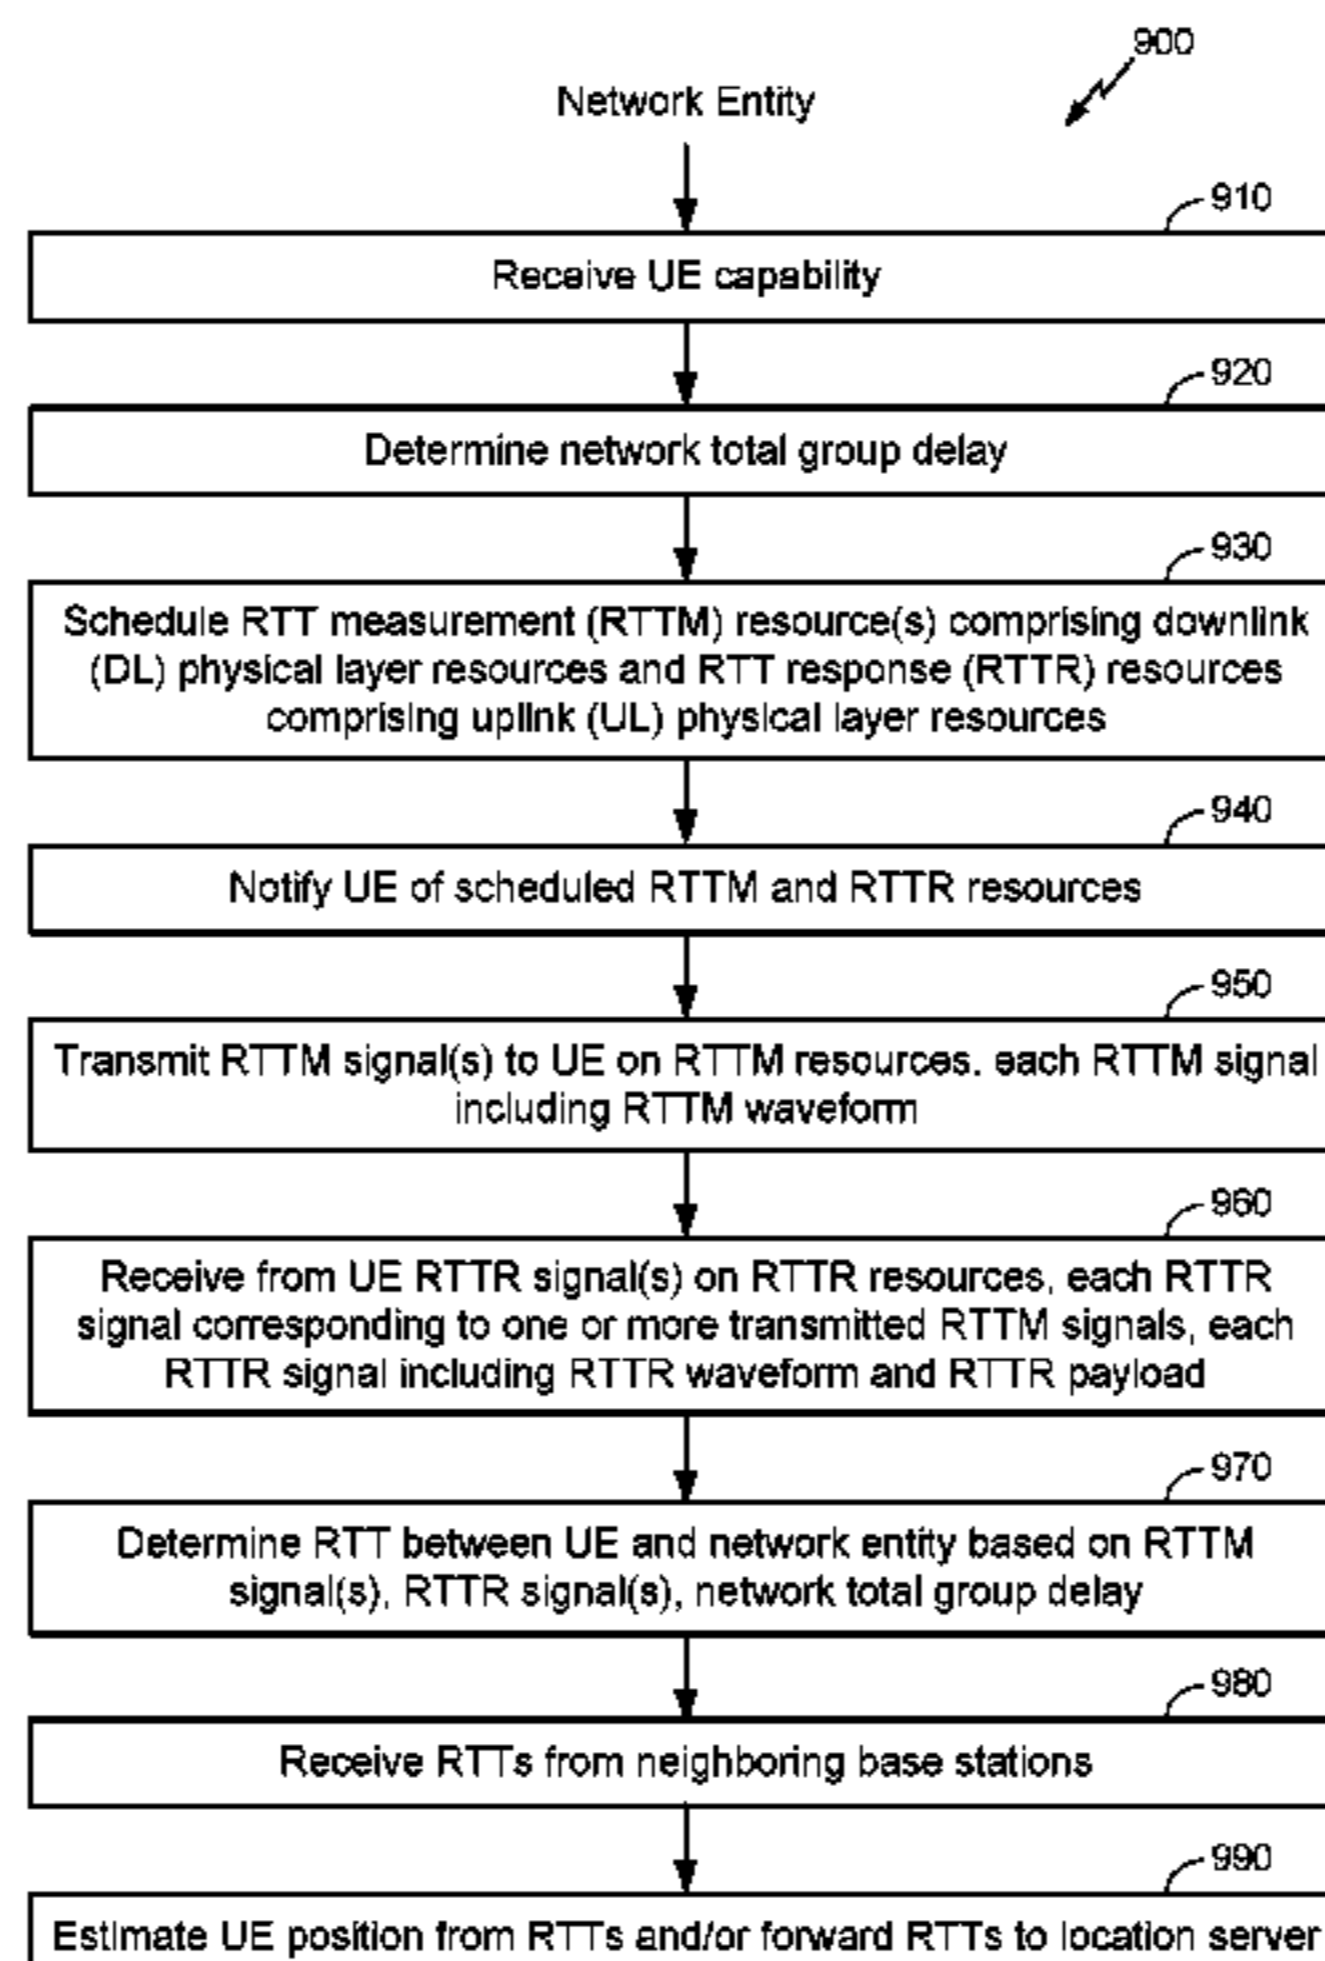 900
Network Entity
910
Receive UE capability
920
Determine network total group delay
930
Schedule RTT measurement (RTTM) resource(s) comprising downlink
(DL) physical layer resources and RTT response (RTTR) resources
comprising uplink (UL) physical layer resources
940
Notify UE of scheduled RTTM and RTTR resources
950
Transmit RTTM signal(s) to UE on RTTM resources. each RTTM signal
including RTTM waveform
960
Receive from UE RTTR signal(s) on RTTR resources, each RTTR
signal corresponding to one or more transmitted RTTM signals, each
RTTR signal including RTTR waveform and RTTR payload
970
Determine RTT between UE and network entity based on RTTM
signal(s), RTTR signal(s), network total group delay
980
Receive RTTs from neighboring base stations
990
Estimate UE position from RTTs and/or forward RTTs to location server